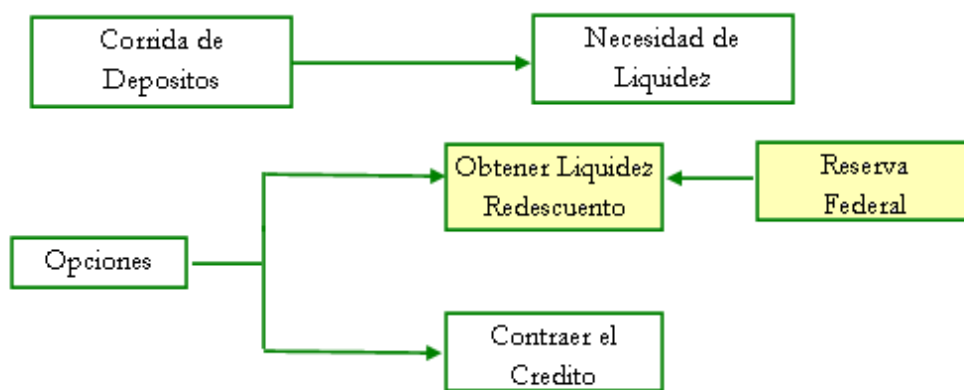 Corrida de
Depositos
Necesidad de
Liquidez
Obtener Liquidez
Redescuento
Reserva
Federal
Opciones
Contraer el
Credito